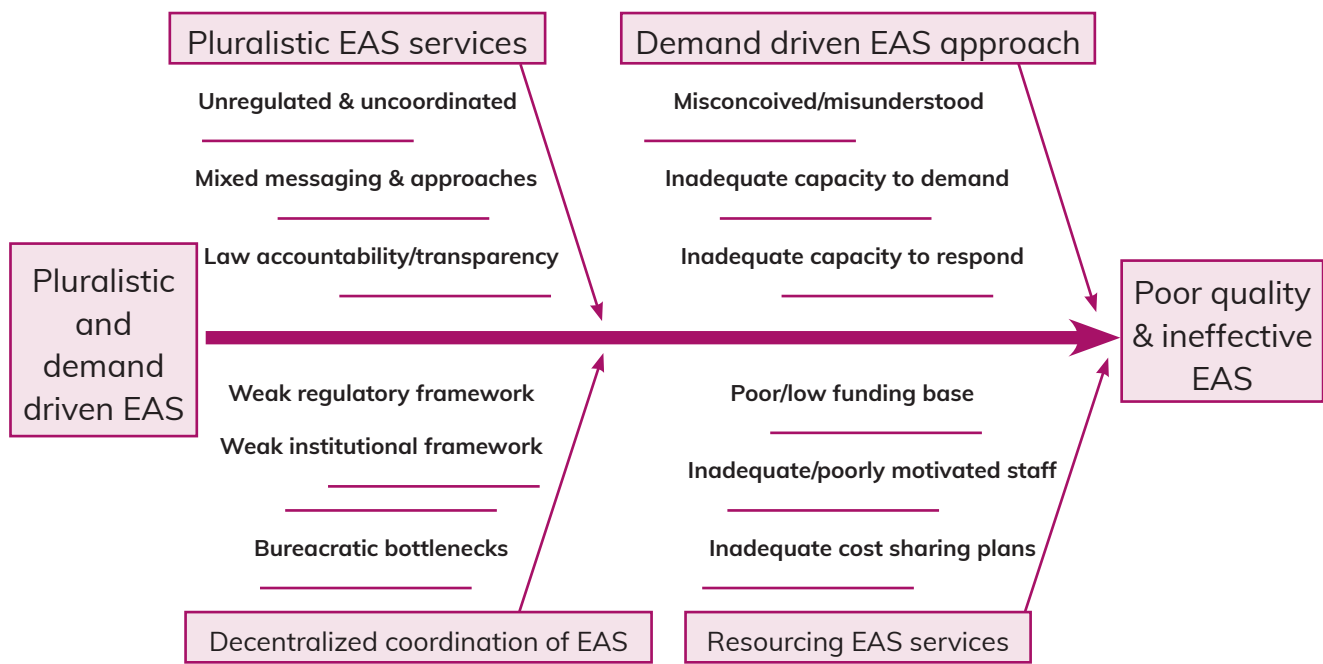 Pluralistic EAS services
Demand driven EAS approach
Unregulated & uncoordinated
Misconcoived/misunderstood
Mixed messaging & approaches
Inadequate capacity to demand
Law accountability/transparency
Inadequate capacity to respond
Pluralistic
and
demand
driven EAS
Poor quality
& ineffective
EAS
Weak regulatory framework
Poor/low funding base
Weak institutional framework
Inadequate/poorly motivated staff
Bureacratic bottlenecks
Inadequate cost sharing plans
Decentralized coordination of EAS
Resourcing EAS services